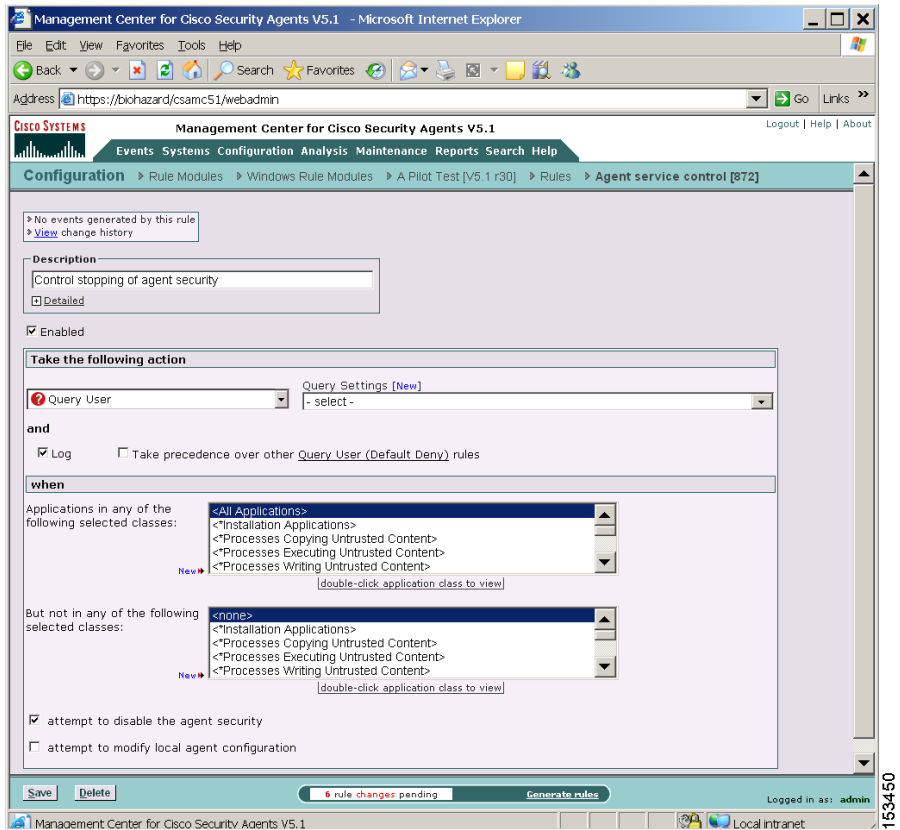 Management Center for Cisco Security Agents V5.1 - Microsoft Internet Explorer
File Edit View Favorites Tools Help
Back Search Favorites
Address https://biohazard/csamc51/webadmin Go Links »
CISCO SYSTEMS Management Center for Cisco Security Agents V5.1 Logout | Help | About
Events Systems Configuration Analysis Maintenance Reports Search Help
Configuration Rule Modules Windows Rule Modules A Pilot Test [V5.1 r30] Rules Agent service control [872]
No events generated by this rule
View change history
Description
Control stopping of agent security
Detailed
Enabled
Take the following action
Query Settings [New]
Query User - select -
and
Log Take precedence over other Query User (Default Deny) rules
when
Applications in any of the following selected classes:
<All Applications>
<*Installation Applications>
<*Processes Copying Untrusted Content>
<*Processes Executing Untrusted Content>
<*Processes Writing Untrusted Content>
New
double-click application class to view
But not in any of the following selected classes:
<none>
<*Installation Applications>
<*Processes Copying Untrusted Content>
<*Processes Executing Untrusted Content>
<*Processes Writing Untrusted Content>
New
double-click application class to view
attempt to disable the agent security
attempt to modify local agent configuration
Save Delete 6 rule changes pending Generate rules Logged in as: admin
Management Center for Cisco Security Agents V5.1 Local intranet
153450